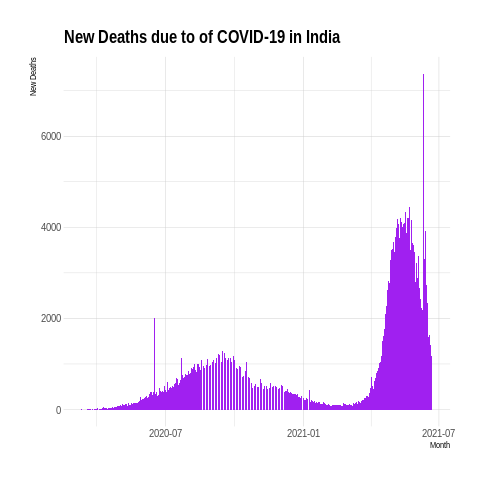 New Deaths due to of COVID-19 in India
New Deaths
6000
4000
2000
0
2020-07
2021-01
2021-07
Month